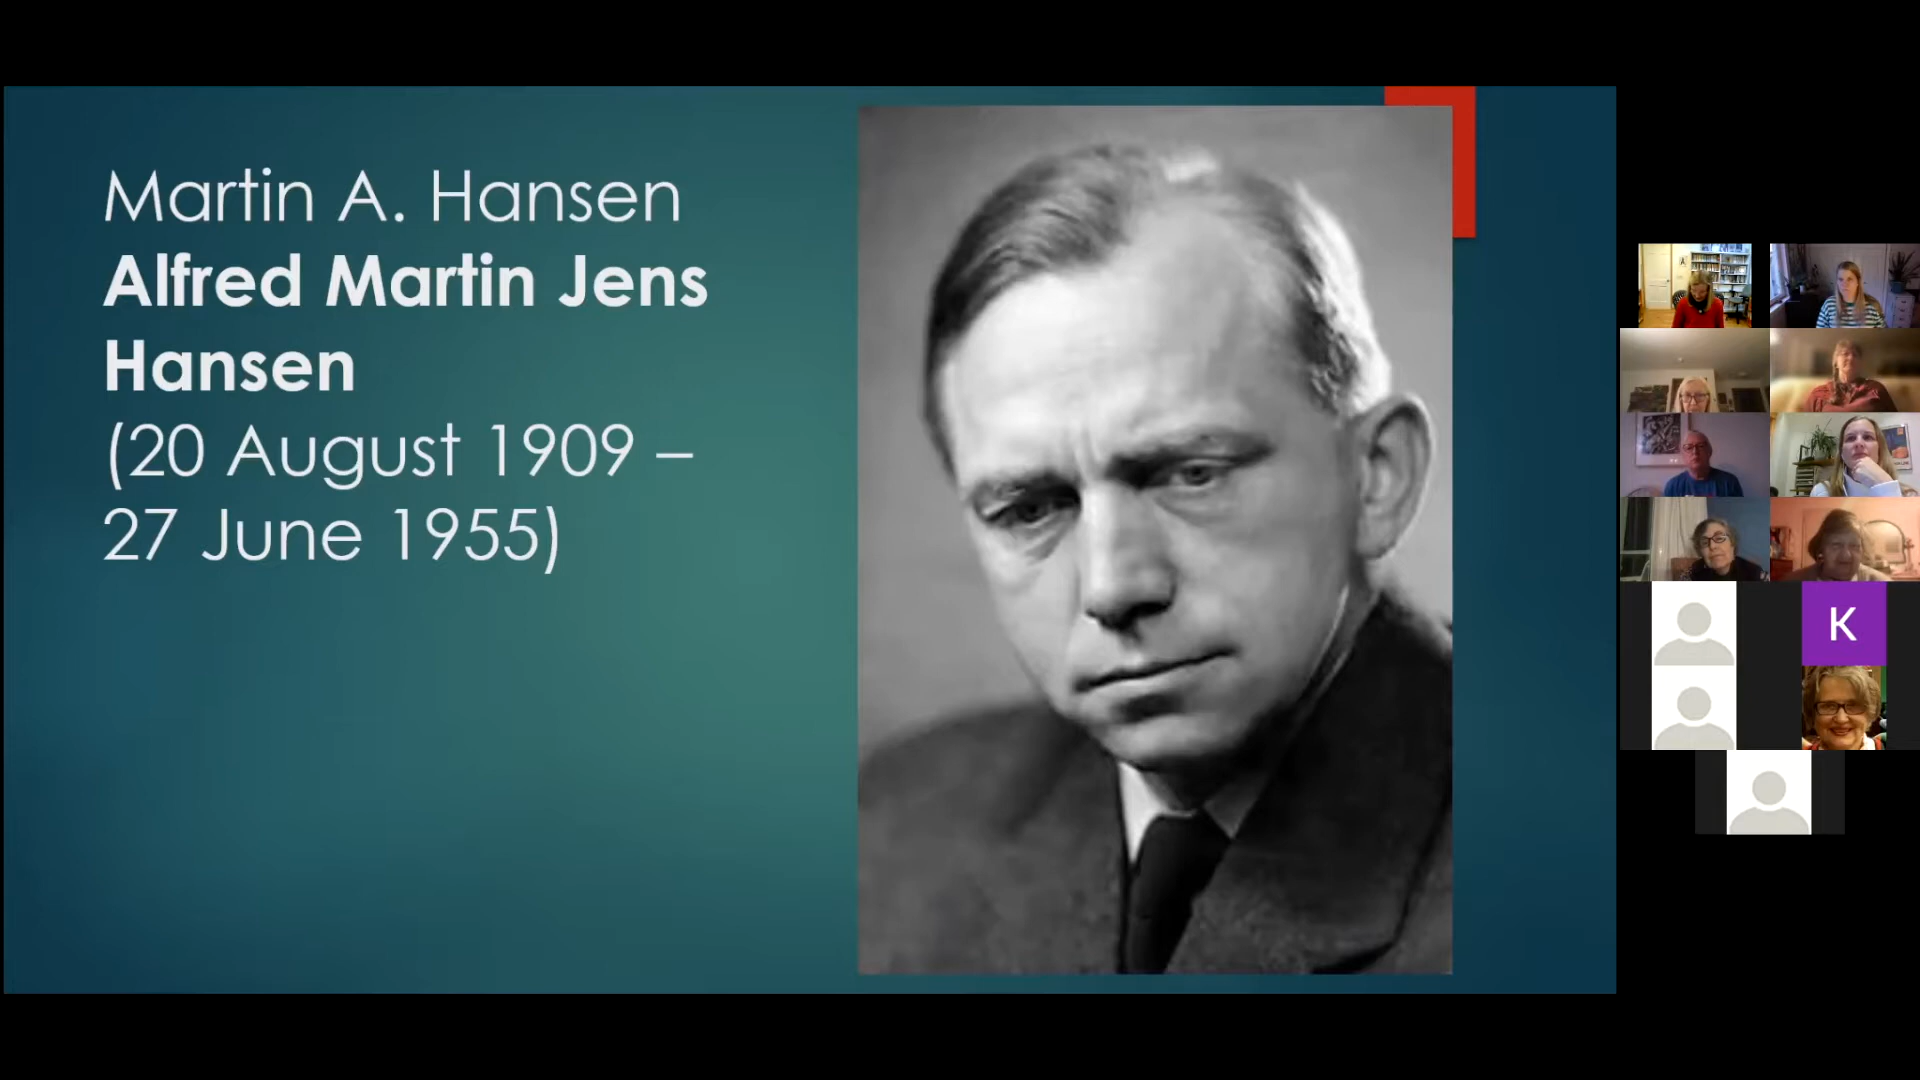 Martin A. Hansen
Alfred Martin Jens
Hansen
(20 August 1909 –
27 June 1955)
K